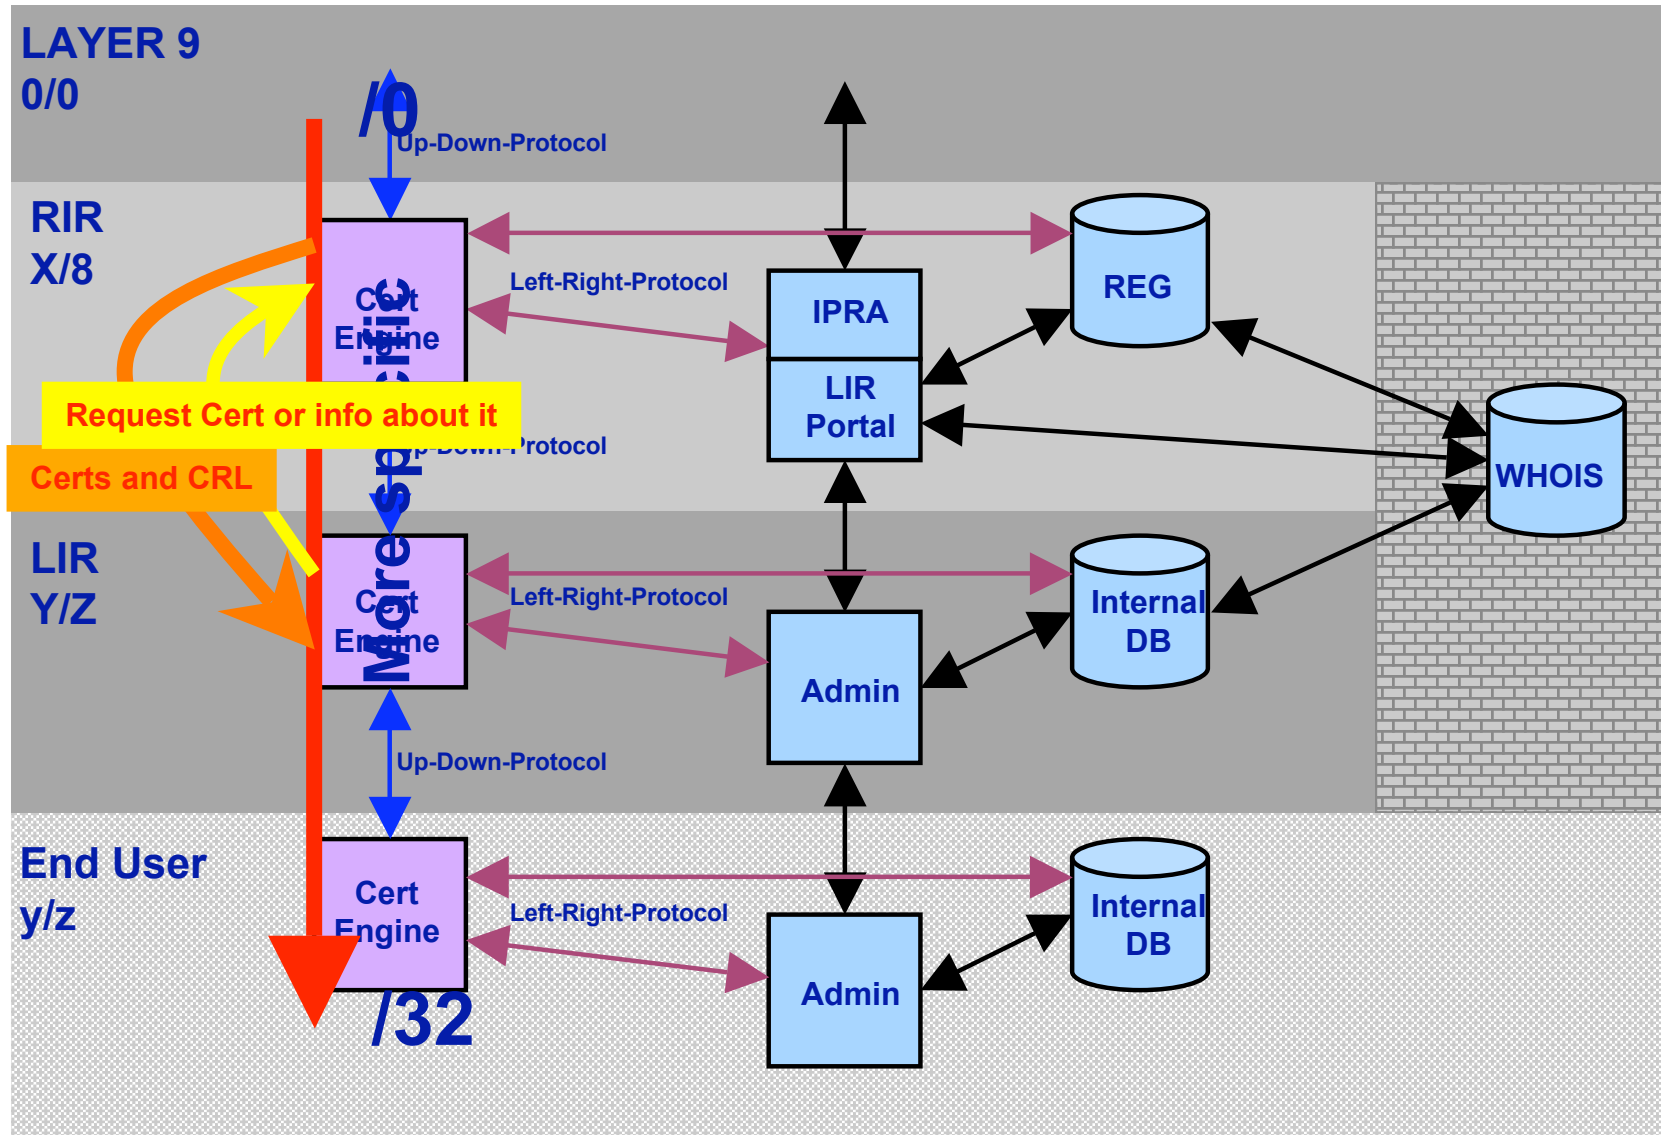 LAYER 9
0/0
/0
Up-Down-Protocol
RIR
X/8
Cert
Engine
Left-Right-Protocol
IPRA
LIR
Portal
REG
More specific
Request Cert or info about it
Up-Down-Protocol
Certs and CRL
WHOIS
LIR
Y/Z
Cert
Engine
Left-Right-Protocol
Admin
Internal
DB
Up-Down-Protocol
End User
y/z
Cert
Engine
Left-Right-Protocol
Admin
Internal
DB
/32